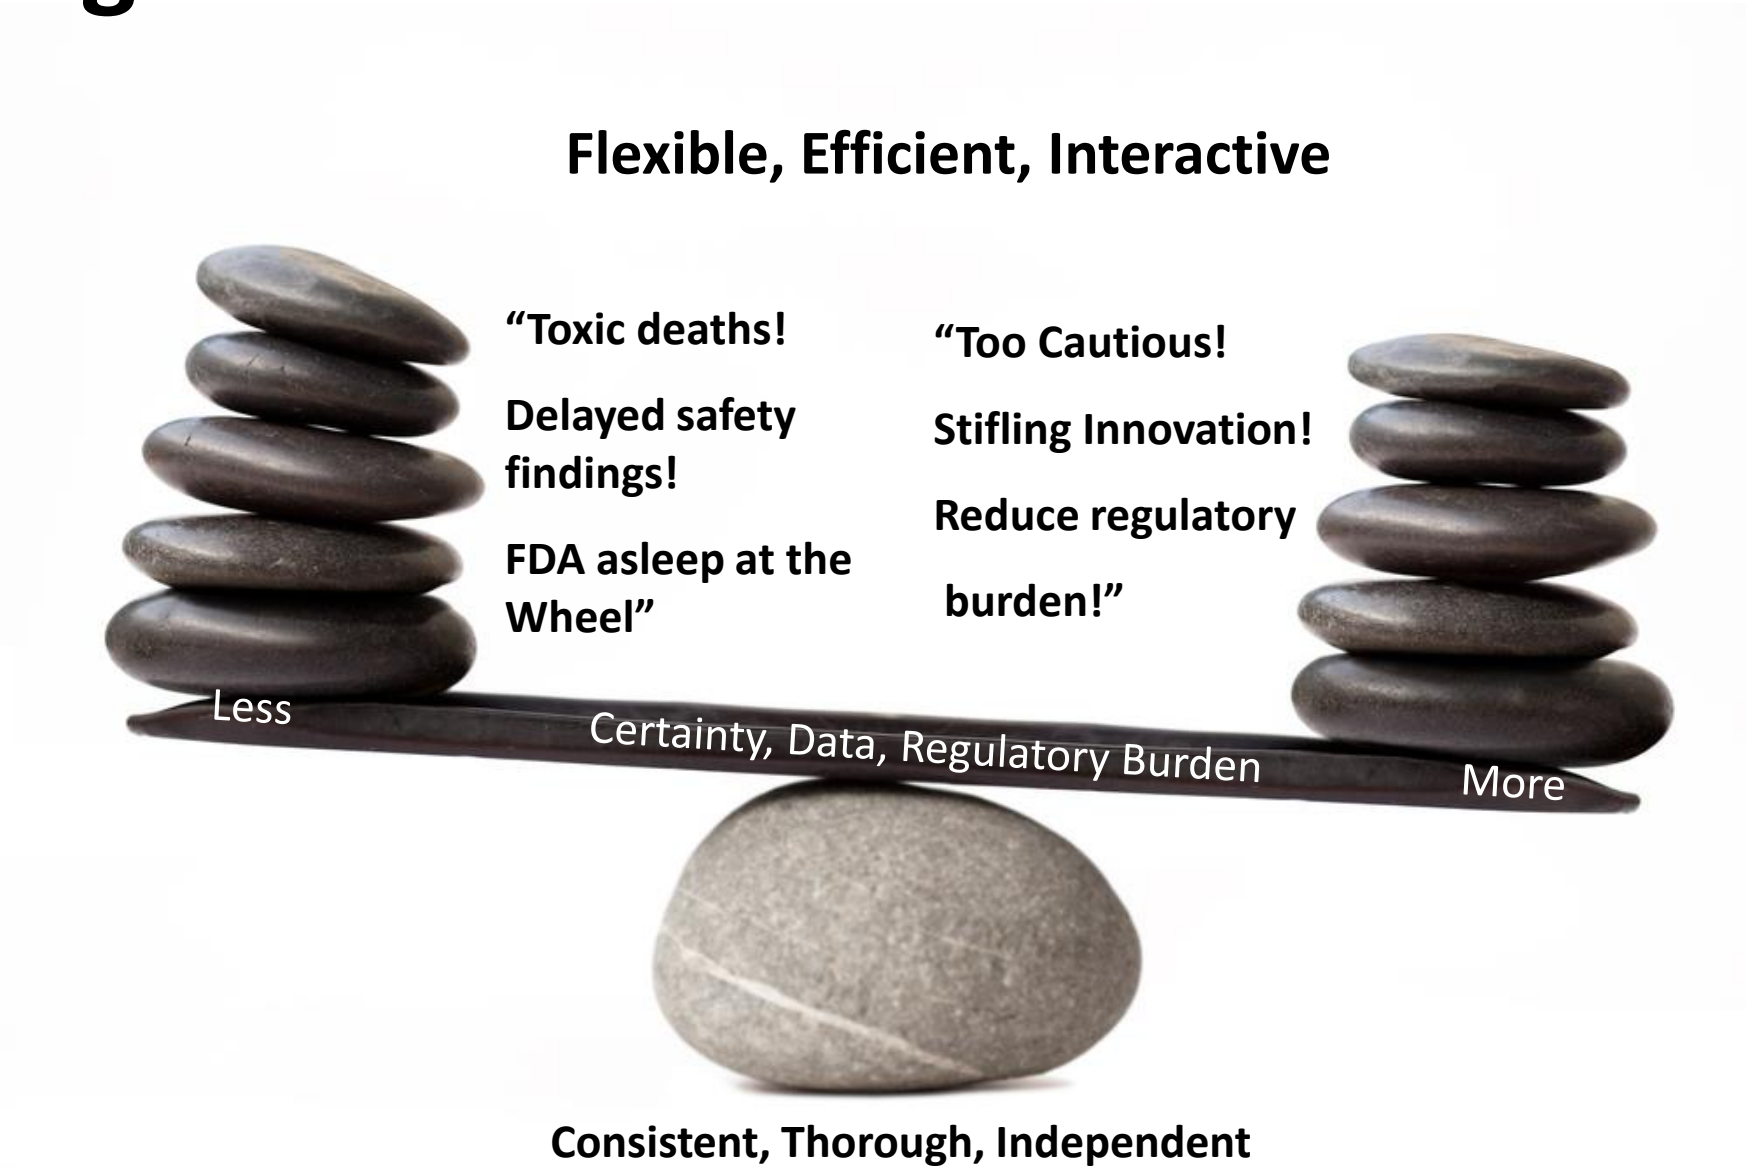 g
Flexible, Efficient, Interactive
“Toxic deaths!
Delayed safety
findings!
FDA asleep at the
Wheel”
“Too Cautious!
Stifling Innovation!
Reduce regulatory
burden!”
Less
Certainty, Data, Regulatory Burden
More
Consistent, Thorough, Independent